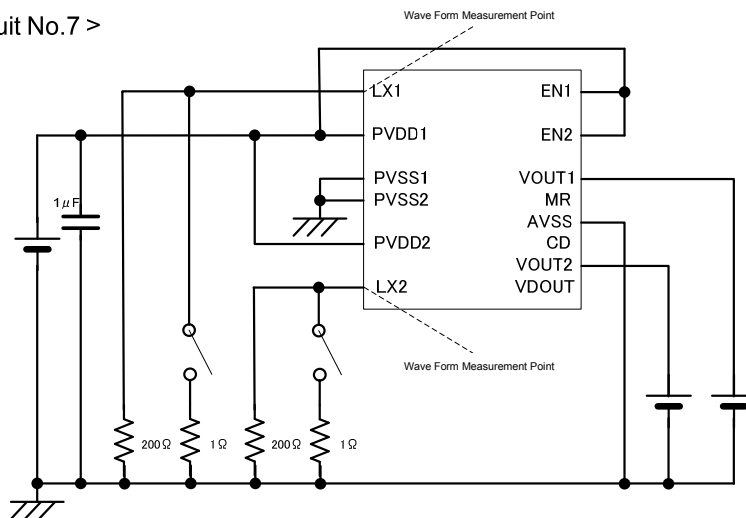 uit No.7 >
Wave Form Measurement Point
LX1
EN1
PVDD1
EN2
PVSS1
VOUT1
1μF
PVSS2
MR
AVSS
PVDD2
CD
VOUT2
LX2
VDOUT
Wave Form Measurement Point
200Ω
1Ω
200Ω
1Ω